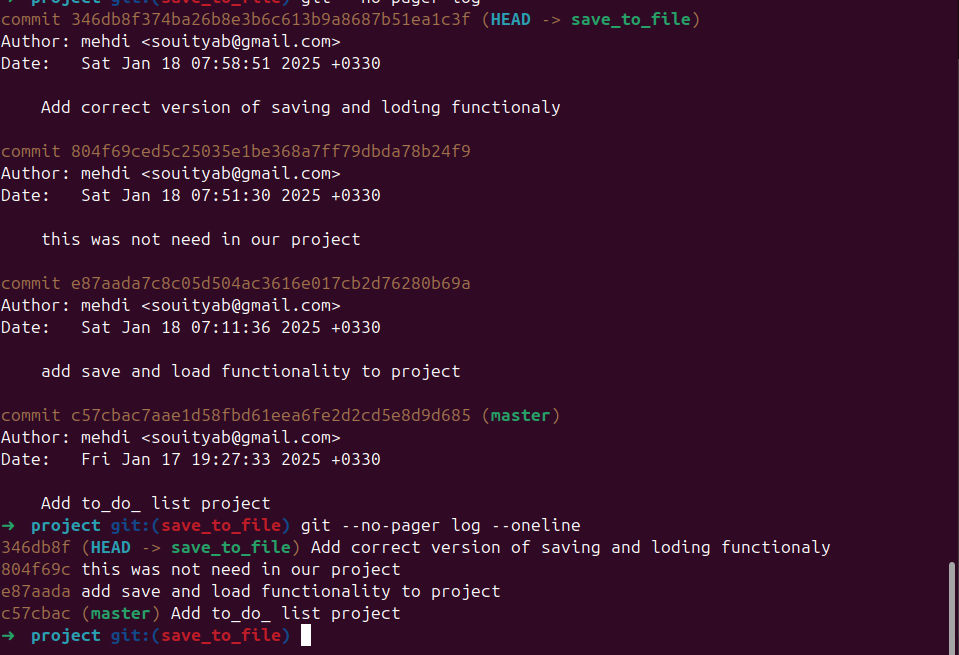 project git:(save_to_file) git --no-pager log
commit 346db8f374ba26b8e3b6c613b9a8687b51ea1c3f (HEAD -> save_to_file)
Author: mehdi <souityab@gmail.com>
Date:   Sat Jan 18 07:58:51 2025 +0330
Add correct version of saving and loding functionaly
commit 804f69ced5c25035e1be368a7ff79dbda78b24f9
Author: mehdi <souityab@gmail.com>
Date:   Sat Jan 18 07:51:30 2025 +0330
this was not need in our project
commit e87aada7c8c05d504ac3616e017cb2d76280b69a
Author: mehdi <souityab@gmail.com>
Date:   Sat Jan 18 07:11:36 2025 +0330
add save and load functionality to project
commit c57cbac7aae1d58fbd61eea6fe2d2cd5e8d9d685 (master)
Author: mehdi <souityab@gmail.com>
Date:   Fri Jan 17 19:27:33 2025 +0330
Add to_do_ list project
➜ project git:(save_to_file) git --no-pager log --oneline
346db8f (HEAD -> save_to_file) Add correct version of saving and loding functionaly
804f69c this was not need in our project
e87aada add save and load functionality to project
c57cbac (master) Add to_do_ list project
➜ project git:(save_to_file)